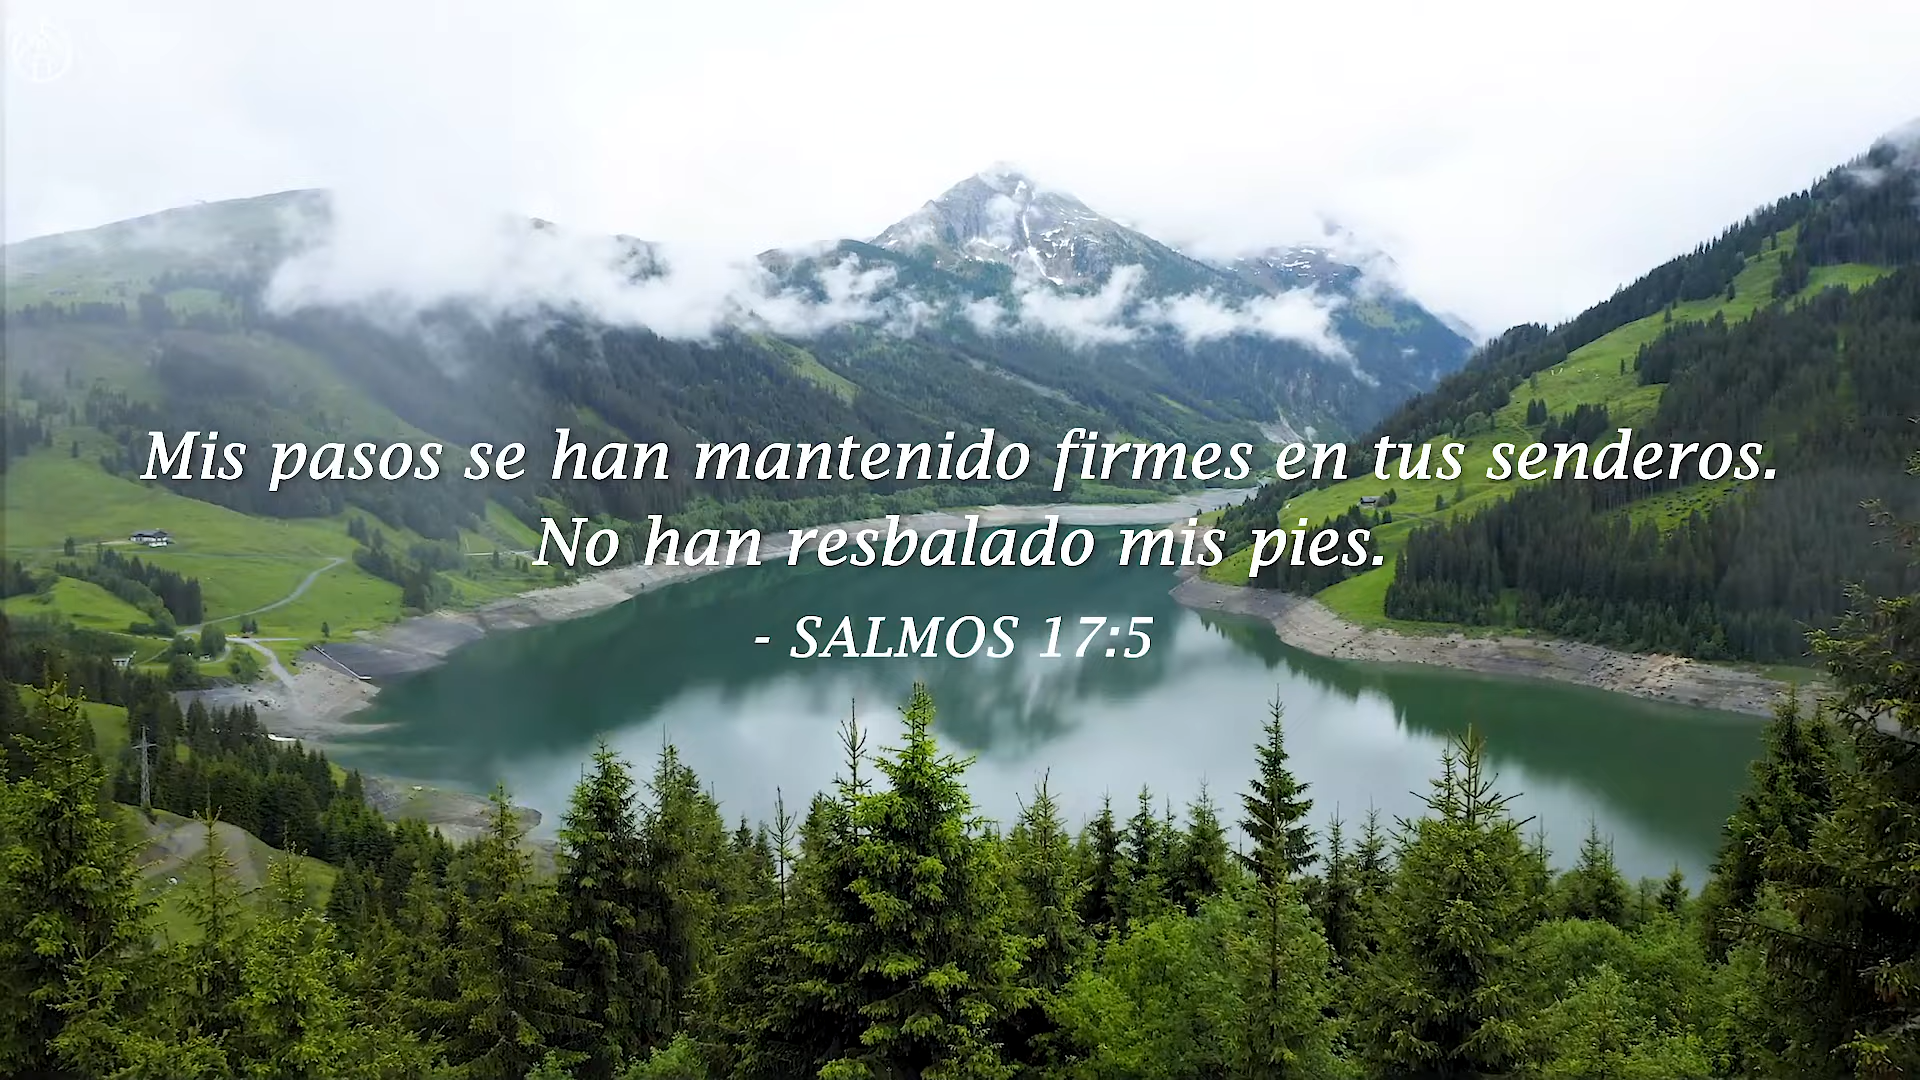 Mis pasos se han mantenido firmes en tus senderos.
No han resbalado mis pies.
- SALMOS 17:5